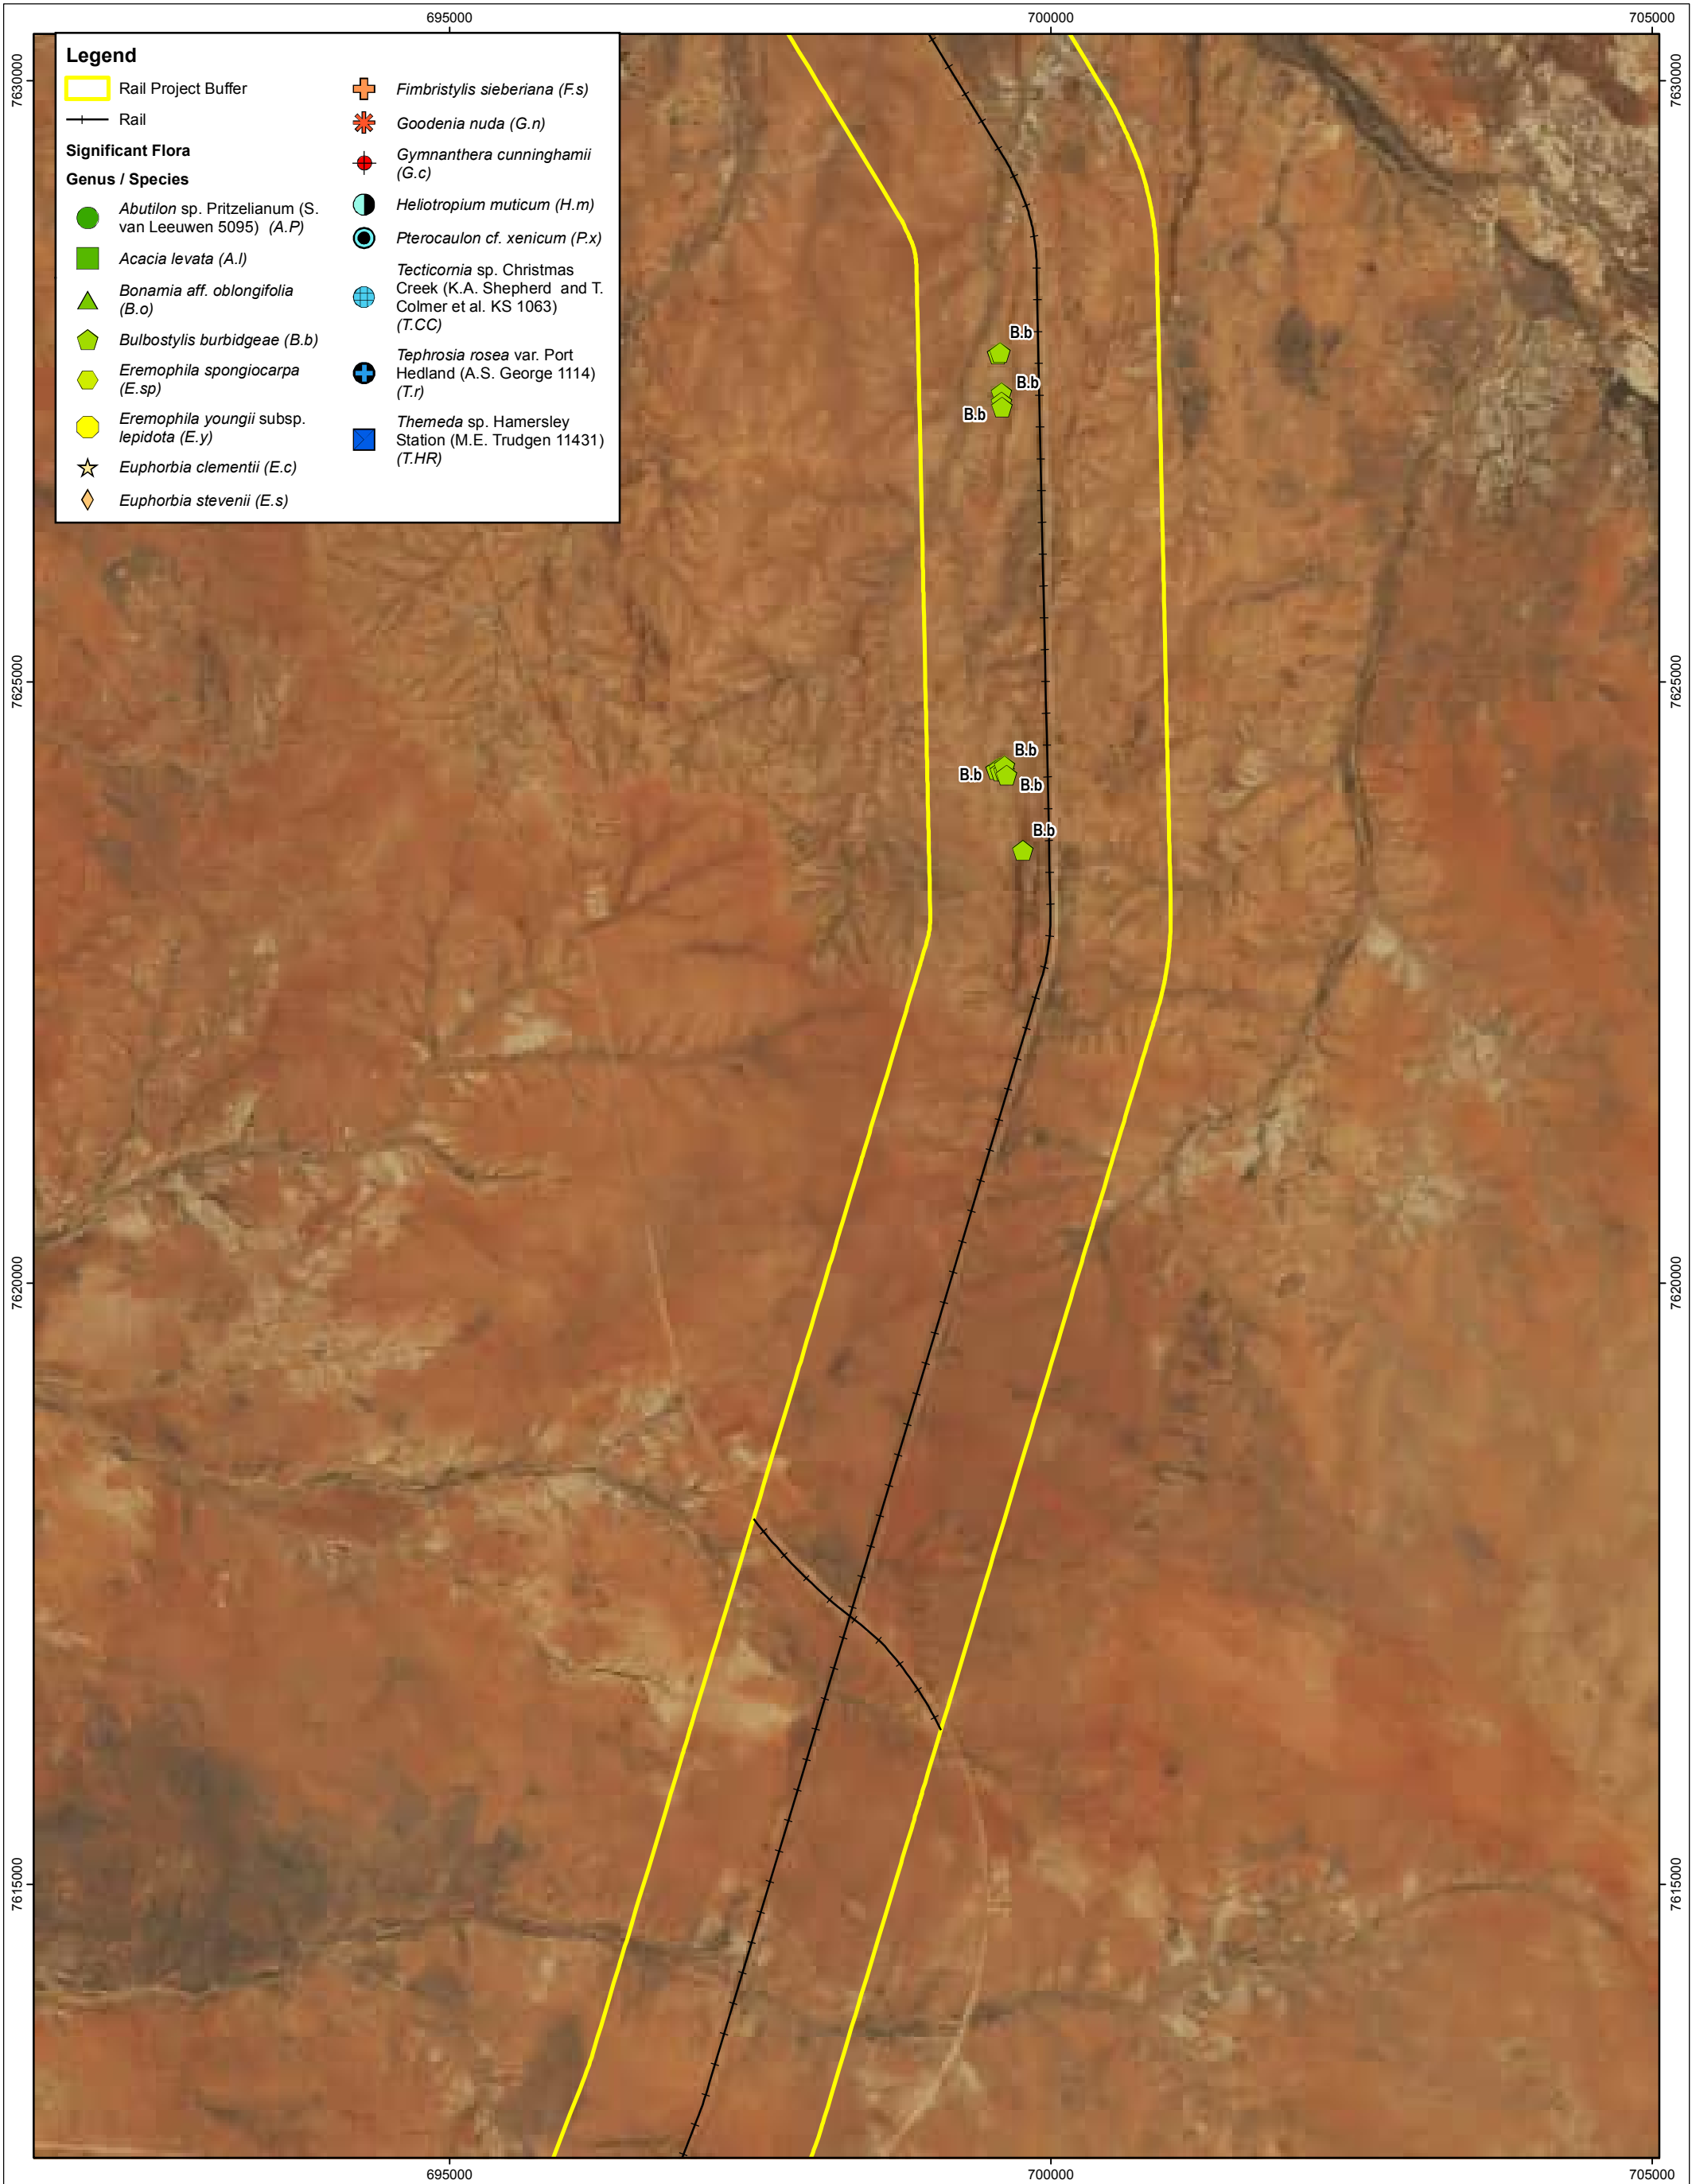 695000
700000
705000
7630000
7630000
Legend
Rail Project Buffer
Rail
Significant Flora
Genus / Species
Abutilon sp. Pritzelianum (S.
van Leeuwen 5095) (A.P)
Acacia levata (A.l)
Bonamia aff. oblongifolia
(B.o)
Bulbostylis burbidgeae (B.b)
Eremophila spongiocarpa
(E.sp)
Eremophila youngii subsp.
lepidota (E.y)
Euphorbia clementii (E.c)
Euphorbia stevenii (E.s)
Fimbristylis sieberiana (F.s)
Goodenia nuda (G.n)
Gymnanthera cunninghamii
(G.c)
Heliotropium muticum (H.m)
Pterocaulon cf. xenicum (P.x)
Tecticornia sp. Christmas
Creek (K.A. Shepherd and T.
Colmer et al. KS 1063)
(T.CC)
Tephrosia rosea var. Port
Hedland (A.S. George 1114)
(T.r)
Themeda sp. Hamersley
Station (M.E. Trudgen 11431)
(T.HR)
B.b
B.b
B.b
7625000
7625000
B.b
B.b
B.b
B.b
7620000
7620000
7615000
7615000
695000
700000
705000